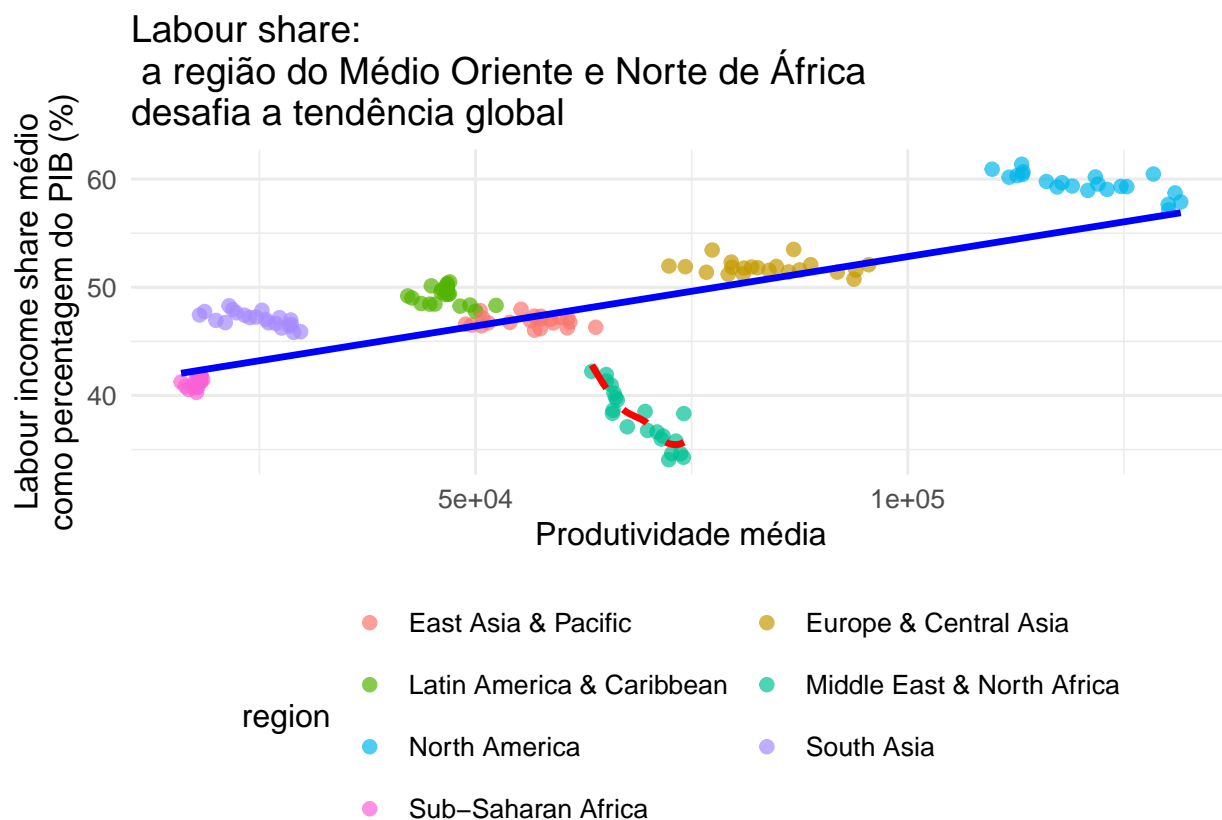 Labour share:
a região do Médio Oriente e Norte de África
desafia a tendência global
Labour income share médio
como percentagem do PIB (%)
60
50
40
5e+04
1e+05
Produtividade média
region
East Asia & Pacific
Europe & Central Asia
Latin America & Caribbean
Middle East & North Africa
North America
South Asia
Sub−Saharan Africa